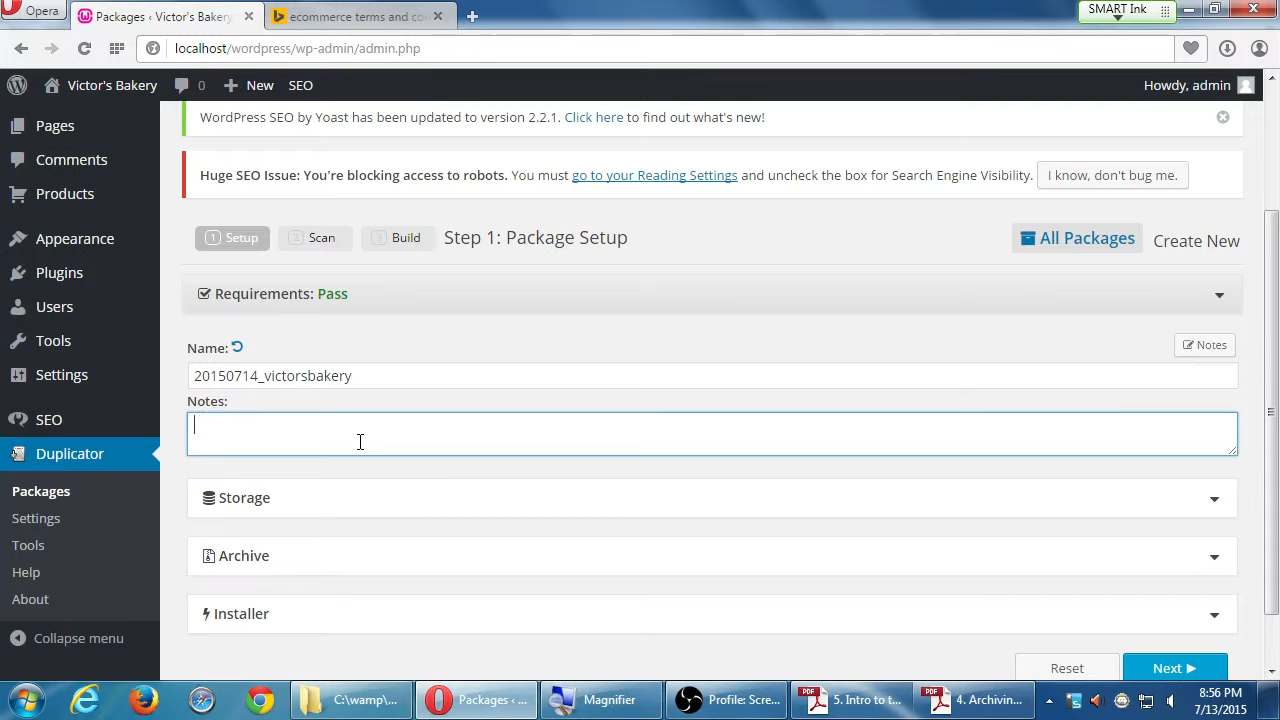 Opera
Packages ‹ Victor's Bakery
ecommerce terms and con
SMART Ink
localhost/wordpress/wp-admin/admin.php
Victor's Bakery
0
New
SEO
Howdy, admin
Pages
Comments
Products
Appearance
Plugins
Users
Tools
Settings
SEO
Duplicator
Packages
Settings
Tools
Help
About
Collapse menu
WordPress SEO by Yoast has been updated to version 2.2.1. Click here to find out what's new!
Huge SEO Issue: You're blocking access to robots. You must go to your Reading Settings and uncheck the box for Search Engine Visibility.
I know, don't bug me.
1 Setup
2 Scan
3 Build
Step 1: Package Setup
All Packages
Create New
Requirements: Pass
Name:
Notes
20150714_victorsbakery
Notes:
Storage
Archive
Installer
Reset
Next
C:\wamp\...
Packages ‹ ...
Magnifier
Profile: Scre...
PDF
5. Intro to t...
PDF
4. Archivin...
8:56 PM
7/13/2015